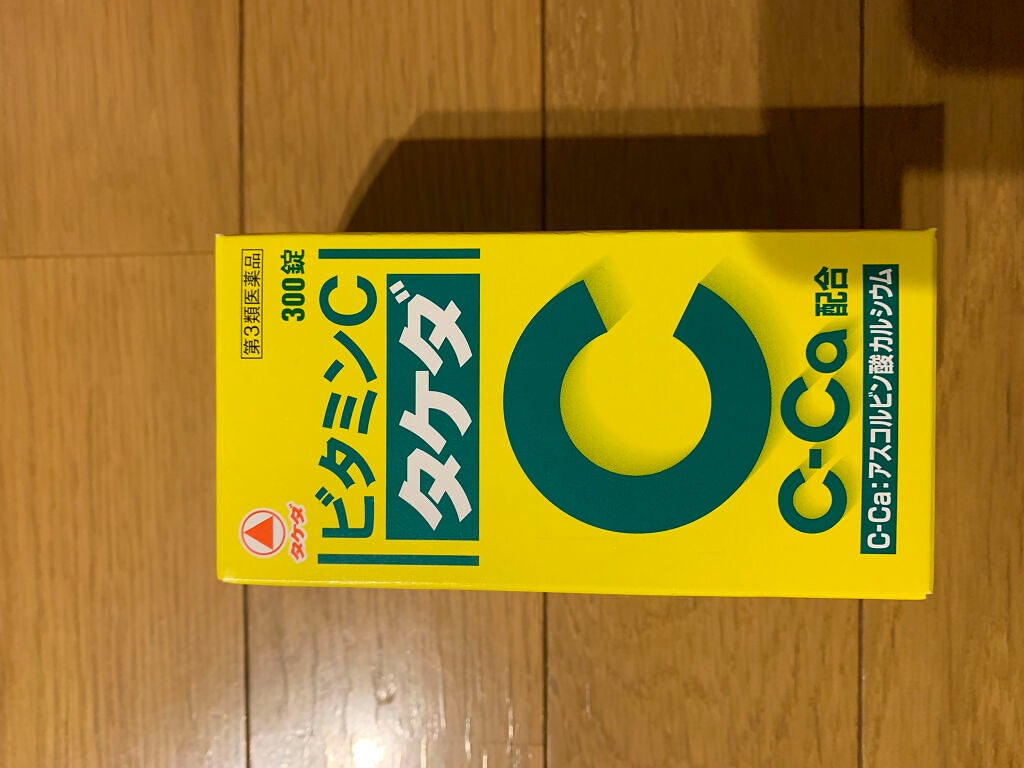 第3類医薬品
タケダ
300錠
ビタミンC
タケダ
C
C-Ca 配合
C-Ca:アスコルビン酸カルシウム